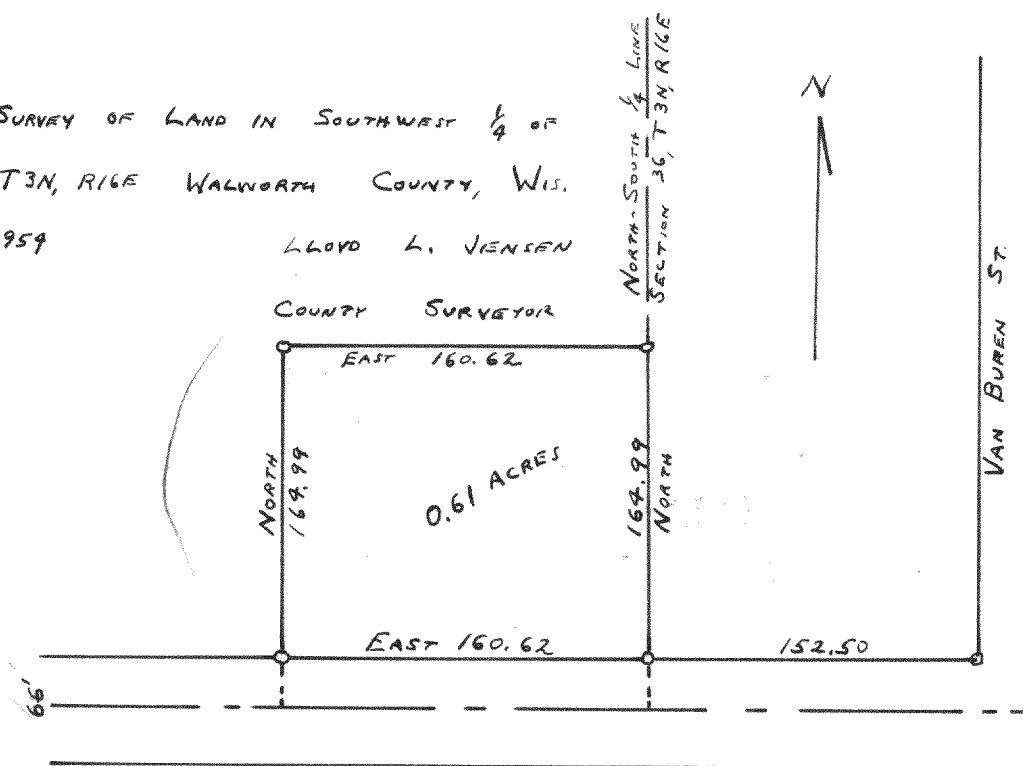 SURVEY OF LAND IN SOUTHWEST 1/4 OF
T3N, R16E WALWORTH COUNTY, WIS.
959
LLOYD L. JENSEN
COUNTY SURVEYOR
NORTH-SOUTH 1/4 LINE
SECTION 36, T3N, R16E
N
VAN BUREN ST.
EAST 160.62
NORTH
164.99
0.61 ACRES
164.99
NORTH
EAST 160.62
152.50
66'